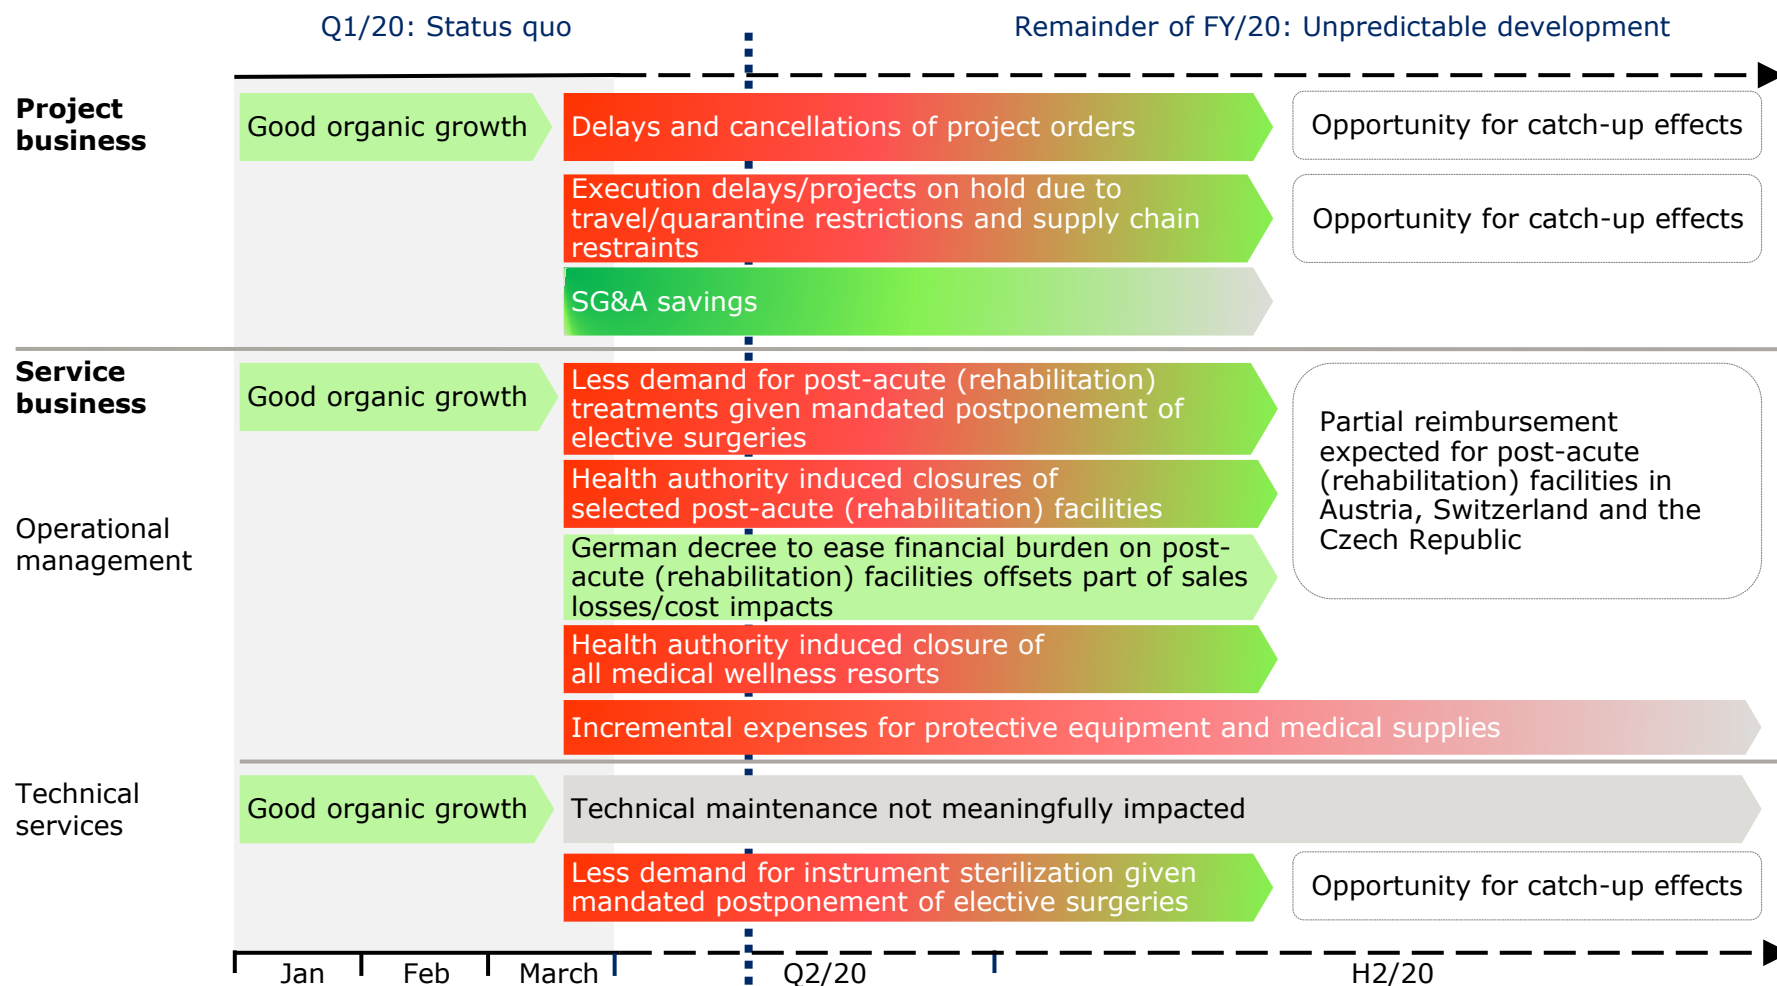 Q1/20: Status quo
Remainder of FY/20: Unpredictable development
Project
business
Good organic growth
Delays and cancellations of project orders
Opportunity for catch-up effects
Execution delays/projects on hold due to
travel/quarantine restrictions and supply chain
restraints
Opportunity for catch-up effects
SG&A savings
Service
business
Good organic growth
Less demand for post-acute (rehabilitation)
treatments given mandated postponement of
elective surgeries
Partial reimbursement
expected for post-acute
(rehabilitation) facilities in
Austria, Switzerland and the
Czech Republic
Health authority induced closures of
selected post-acute (rehabilitation) facilities
Operational
management
German decree to ease financial burden on post-
acute (rehabilitation) facilities offsets part of sales
losses/cost impacts
Health authority induced closure of
all medical wellness resorts
Incremental expenses for protective equipment and medical supplies
Technical
services
Good organic growth
Technical maintenance not meaningfully impacted
Less demand for instrument sterilization given
mandated postponement of elective surgeries
Opportunity for catch-up effects
Jan
Feb
March
Q2/20
H2/20